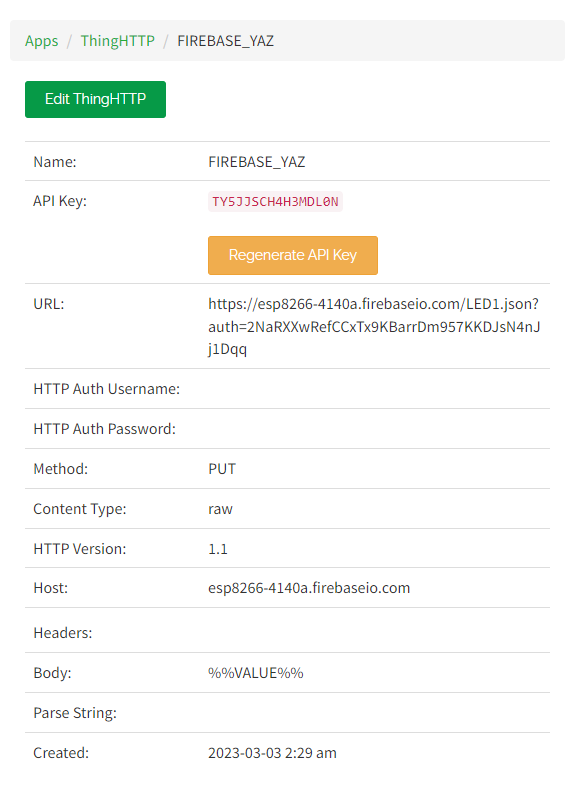 Apps / ThingHTTP / FIREBASE_YAZ
Edit ThingHTTP
Name: FIREBASE_YAZ
API Key: TY5JJSCH4H3MDL0N
Regenerate API Key
URL: https://esp8266-4140a.firebaseio.com/LED1.json?
auth=2NaRXXwRefCCxTx9KBarrDm957KKDJsN4nJ
j1Dqq
HTTP Auth Username:
HTTP Auth Password:
Method: PUT
Content Type: raw
HTTP Version: 1.1
Host: esp8266-4140a.firebaseio.com
Headers:
Body: %%VALUE%%
Parse String:
Created: 2023-03-03 2:29 am